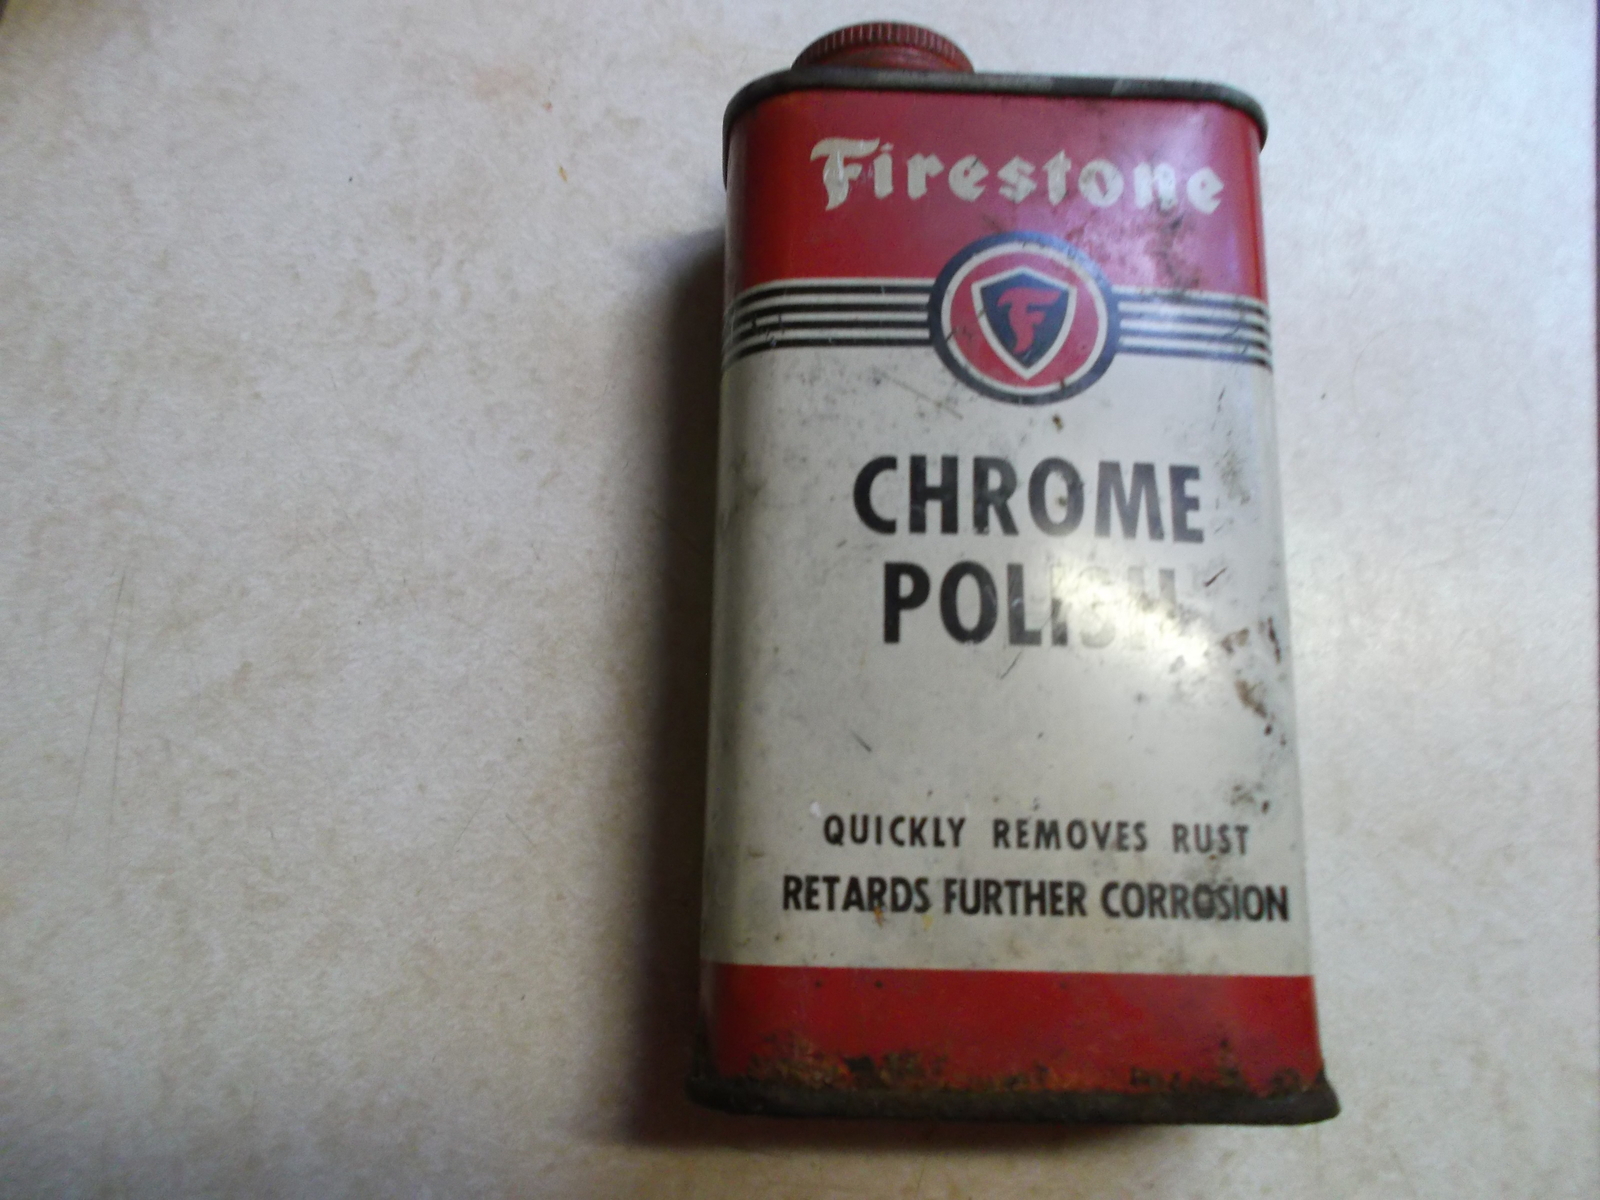 Firestone
F
CHROME
POLISH
QUICKLY REMOVES RUST
RETARDS FURTHER CORROSION